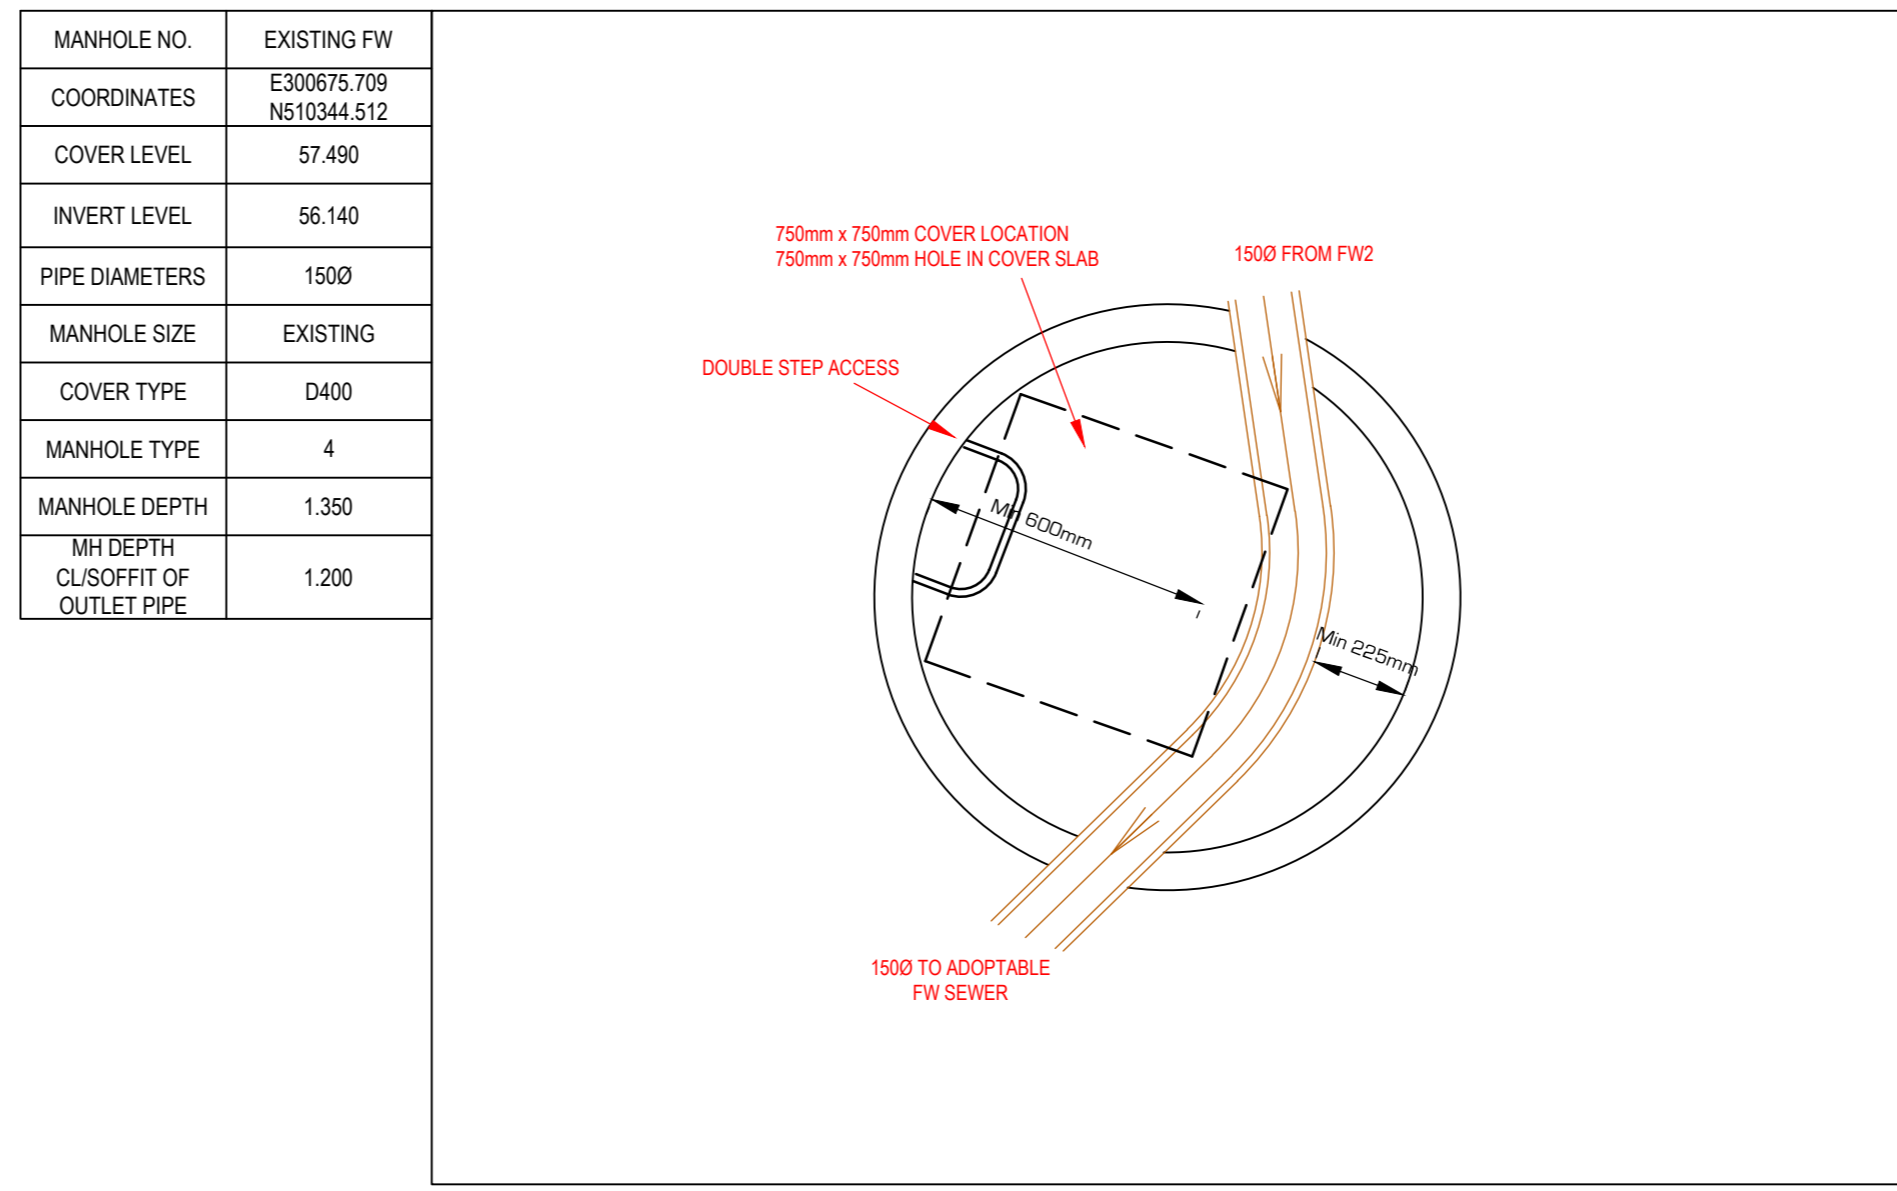 MANHOLE NO. EXISTING FW
COORDINATES E300675.709
N510344.512
COVER LEVEL 57.490
INVERT LEVEL 56.140
PIPE DIAMETERS 150Ø
MANHOLE SIZE EXISTING
COVER TYPE D400
MANHOLE TYPE 4
MANHOLE DEPTH 1.350
MH DEPTH
CL/SOFFIT OF
OUTLET PIPE
1.200
750mm x 750mm COVER LOCATION
750mm x 750mm HOLE IN COVER SLAB
150Ø FROM FW2
DOUBLE STEP ACCESS
Min 600mm
Min 225mm
150Ø TO ADOPTABLE
FW SEWER